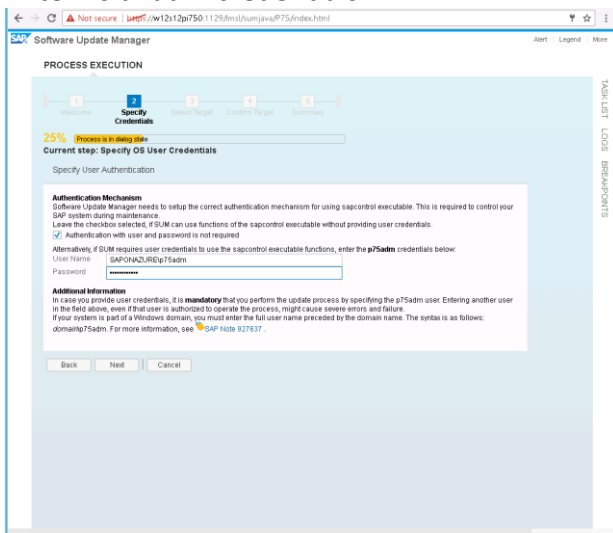 Not secure | https://w12s12pi750:1129/lmsl/sumjava/P75/index.html
SAP Software Update Manager
Alert Legend More
PROCESS EXECUTION
1 2 3 4 5
Welcome Specify Credentials Select Target Confirm Target Summary
25% Process is in dialog state
Current step: Specify OS User Credentials
Specify User Authentication
Authentication Mechanism
Software Update Manager needs to setup the correct authentication mechanism for using sapcontrol executable. This is required to control your
SAP system during maintenance.
Leave the checkbox selected, if SUM can use functions of the sapcontrol executable without providing user credentials.
Authentication with user and password is not required
Alternatively, if SUM requires user credentials to use the sapcontrol executable functions, enter the p75adm credentials below:
User Name SAPONAZURE\p75adm
Password ••••••••••••
Additional Information
In case you provide user credentials, it is mandatory that you perform the update process by specifying the p75adm user. Entering another user
in the field above, even if that user is authorized to operate the process, might cause severe errors and failure.
If your system is part of a Windows domain, you must enter the full user name preceded by the domain name. The syntax is as follows:
domain\p75adm. For more information, see SAP Note 927637 .
Back Next Cancel
TASK LIST
LOGS
BREAKPOINTS